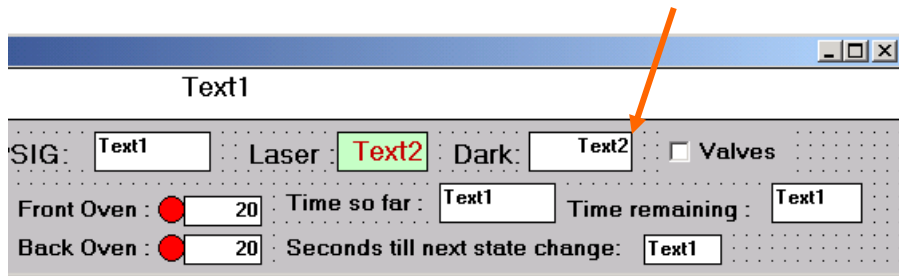 Text1
SIG: Text1 Laser : Text2 Dark: Text2 Valves
Front Oven : 20 Time so far : Text1 Time remaining : Text1
Back Oven : 20 Seconds till next state change: Text1